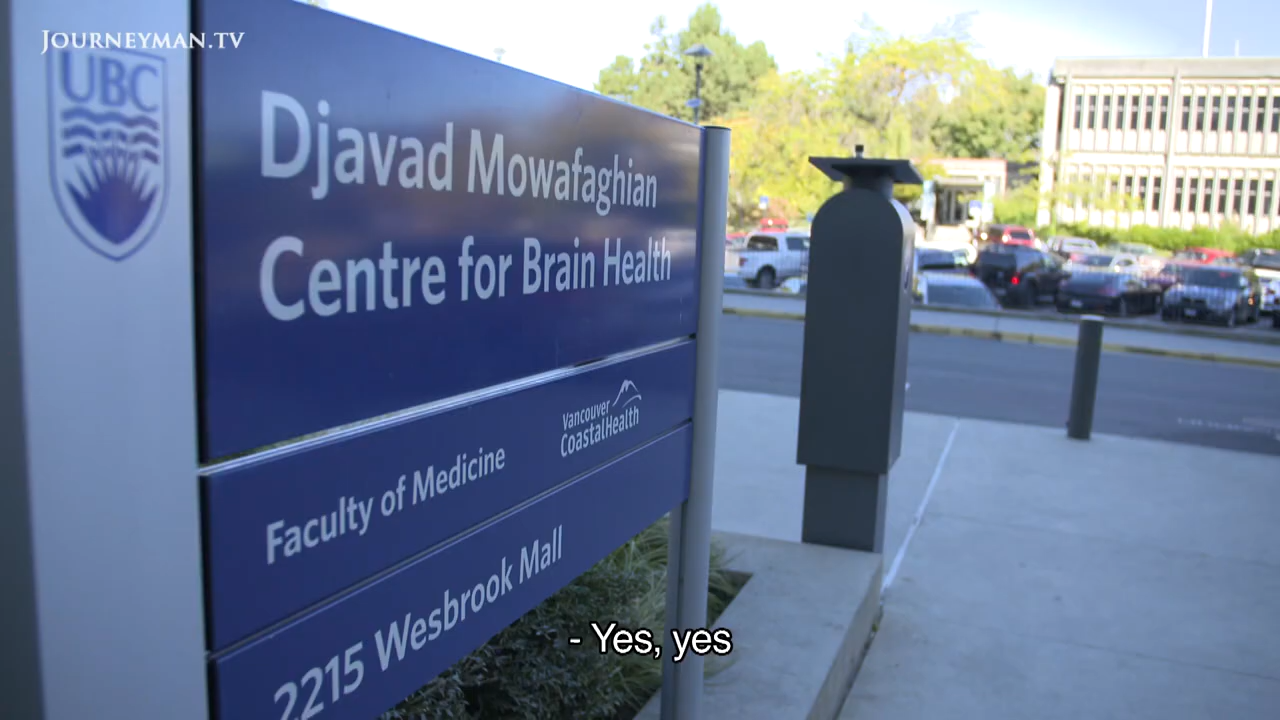 JOURNEYMAN.TV
UBC
Djavad Mowafaghian
Centre for Brain Health
Vancouver
CoastalHealth
Faculty of Medicine
2215 Wesbrook Mall
- Yes, yes